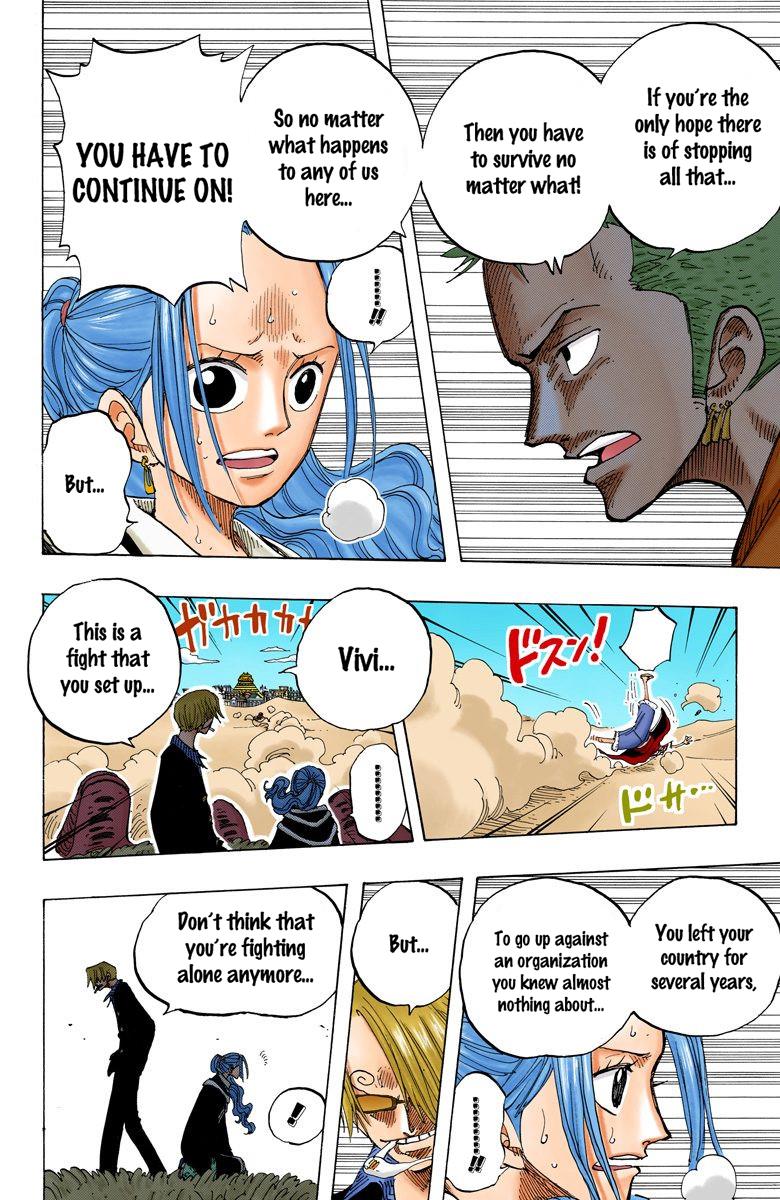 If you're the
only hope there
is of stopping
all that...
Then you have
to survive no
matter what!
So no matter
what happens
to any of us
here...
YOU HAVE TO
CONTINUE ON!
.........!!
But...
ドスン!
ドサ...
Vivi...
ガカカカカ
This is a
fight that
you set up...
.........
You left your
country for
several years,
To go up against
an organization
you knew almost
nothing about...
.........!!
But...
Don't think that
you're fighting
alone anymore...
!